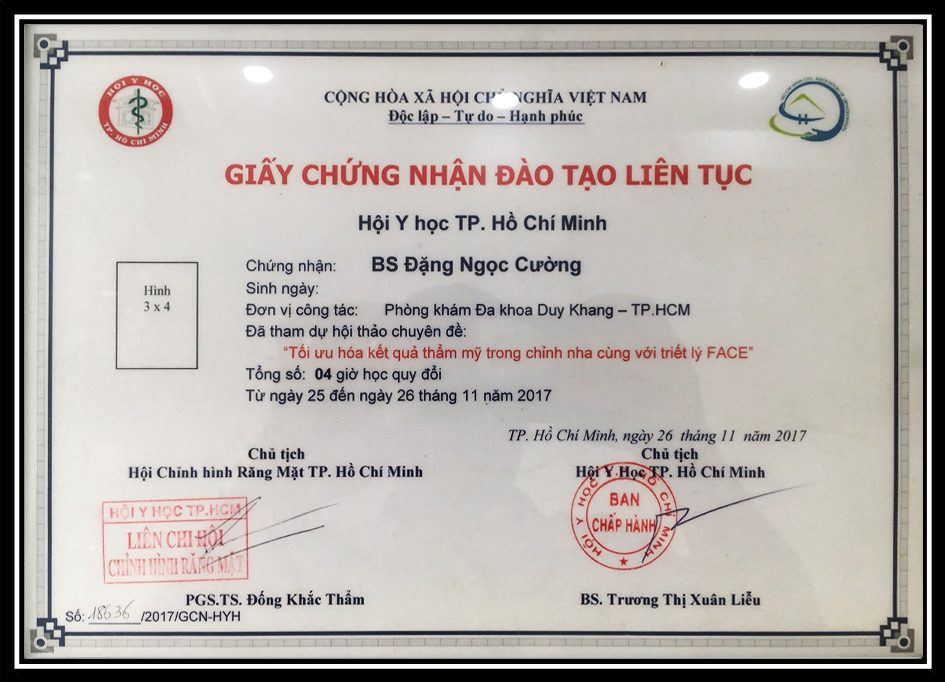 HỘI Y HỌC
TP. HỒ CHÍ MINH
CỘNG HÒA XÃ HỘI CHỦ NGHĨA VIỆT NAM
Độc lập – Tự do – Hạnh phúc
GIẤY CHỨNG NHẬN ĐÀO TẠO LIÊN TỤC
Hội Y học TP. Hồ Chí Minh
Hình
3 x 4
Chứng nhận: BS Đặng Ngọc Cường
Sinh ngày:
Đơn vị công tác: Phòng khám Đa khoa Duy Khang – TP.HCM
Đã tham dự hội thảo chuyên đề:
“Tối ưu hóa kết quả thẩm mỹ trong chỉnh nha cùng với triết lý FACE”
Tổng số: 04 giờ học quy đổi
Từ ngày 25 đến ngày 26 tháng 11 năm 2017
TP. Hồ Chí Minh, ngày 26 tháng 11 năm 2017
Chủ tịch
Hội Chỉnh hình Răng Mặt TP. Hồ Chí Minh
Chủ tịch
Hội Y Học TP. Hồ Chí Minh
HỘI Y HỌC TP.HCM
LIÊN CHI HỘI
CHỈNH HÌNH RĂNG MẶT
HỘI Y HỌC TP. HỒ CHÍ MINH
BAN
CHẤP HÀNH
PGS.TS. Đống Khắc Thẩm
BS. Trương Thị Xuân Liễu
Số: 18636 /2017/GCN-HYH